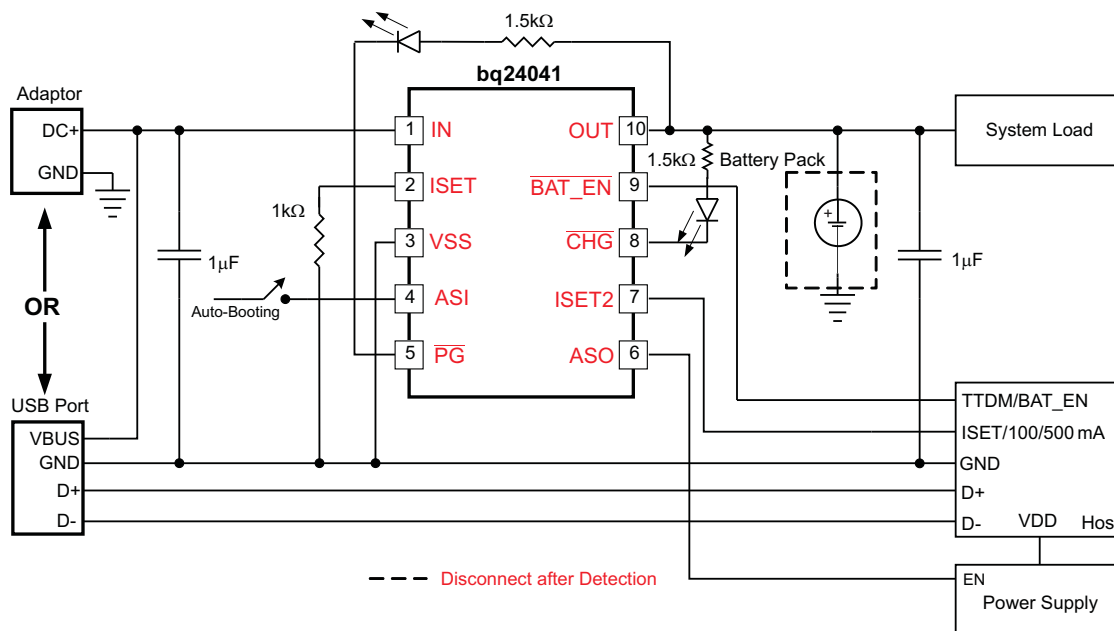 1.5kΩ
bq24041
Adaptor
DC+
GND
1 IN
OUT 10
System Load
1.5kΩ
Battery Pack
2 ISET
BAT_EN 9
1kΩ
+
3 VSS
CHG 8
1μF
1μF
OR
Auto-Booting
4 ASI
ISET2 7
5 PG
ASO 6
USB Port
VBUS
GND
D+
D-
TTDM/BAT_EN
ISET/100/500 mA
GND
D+
D-
VDD
Hos
Disconnect after Detection
EN
Power Supply